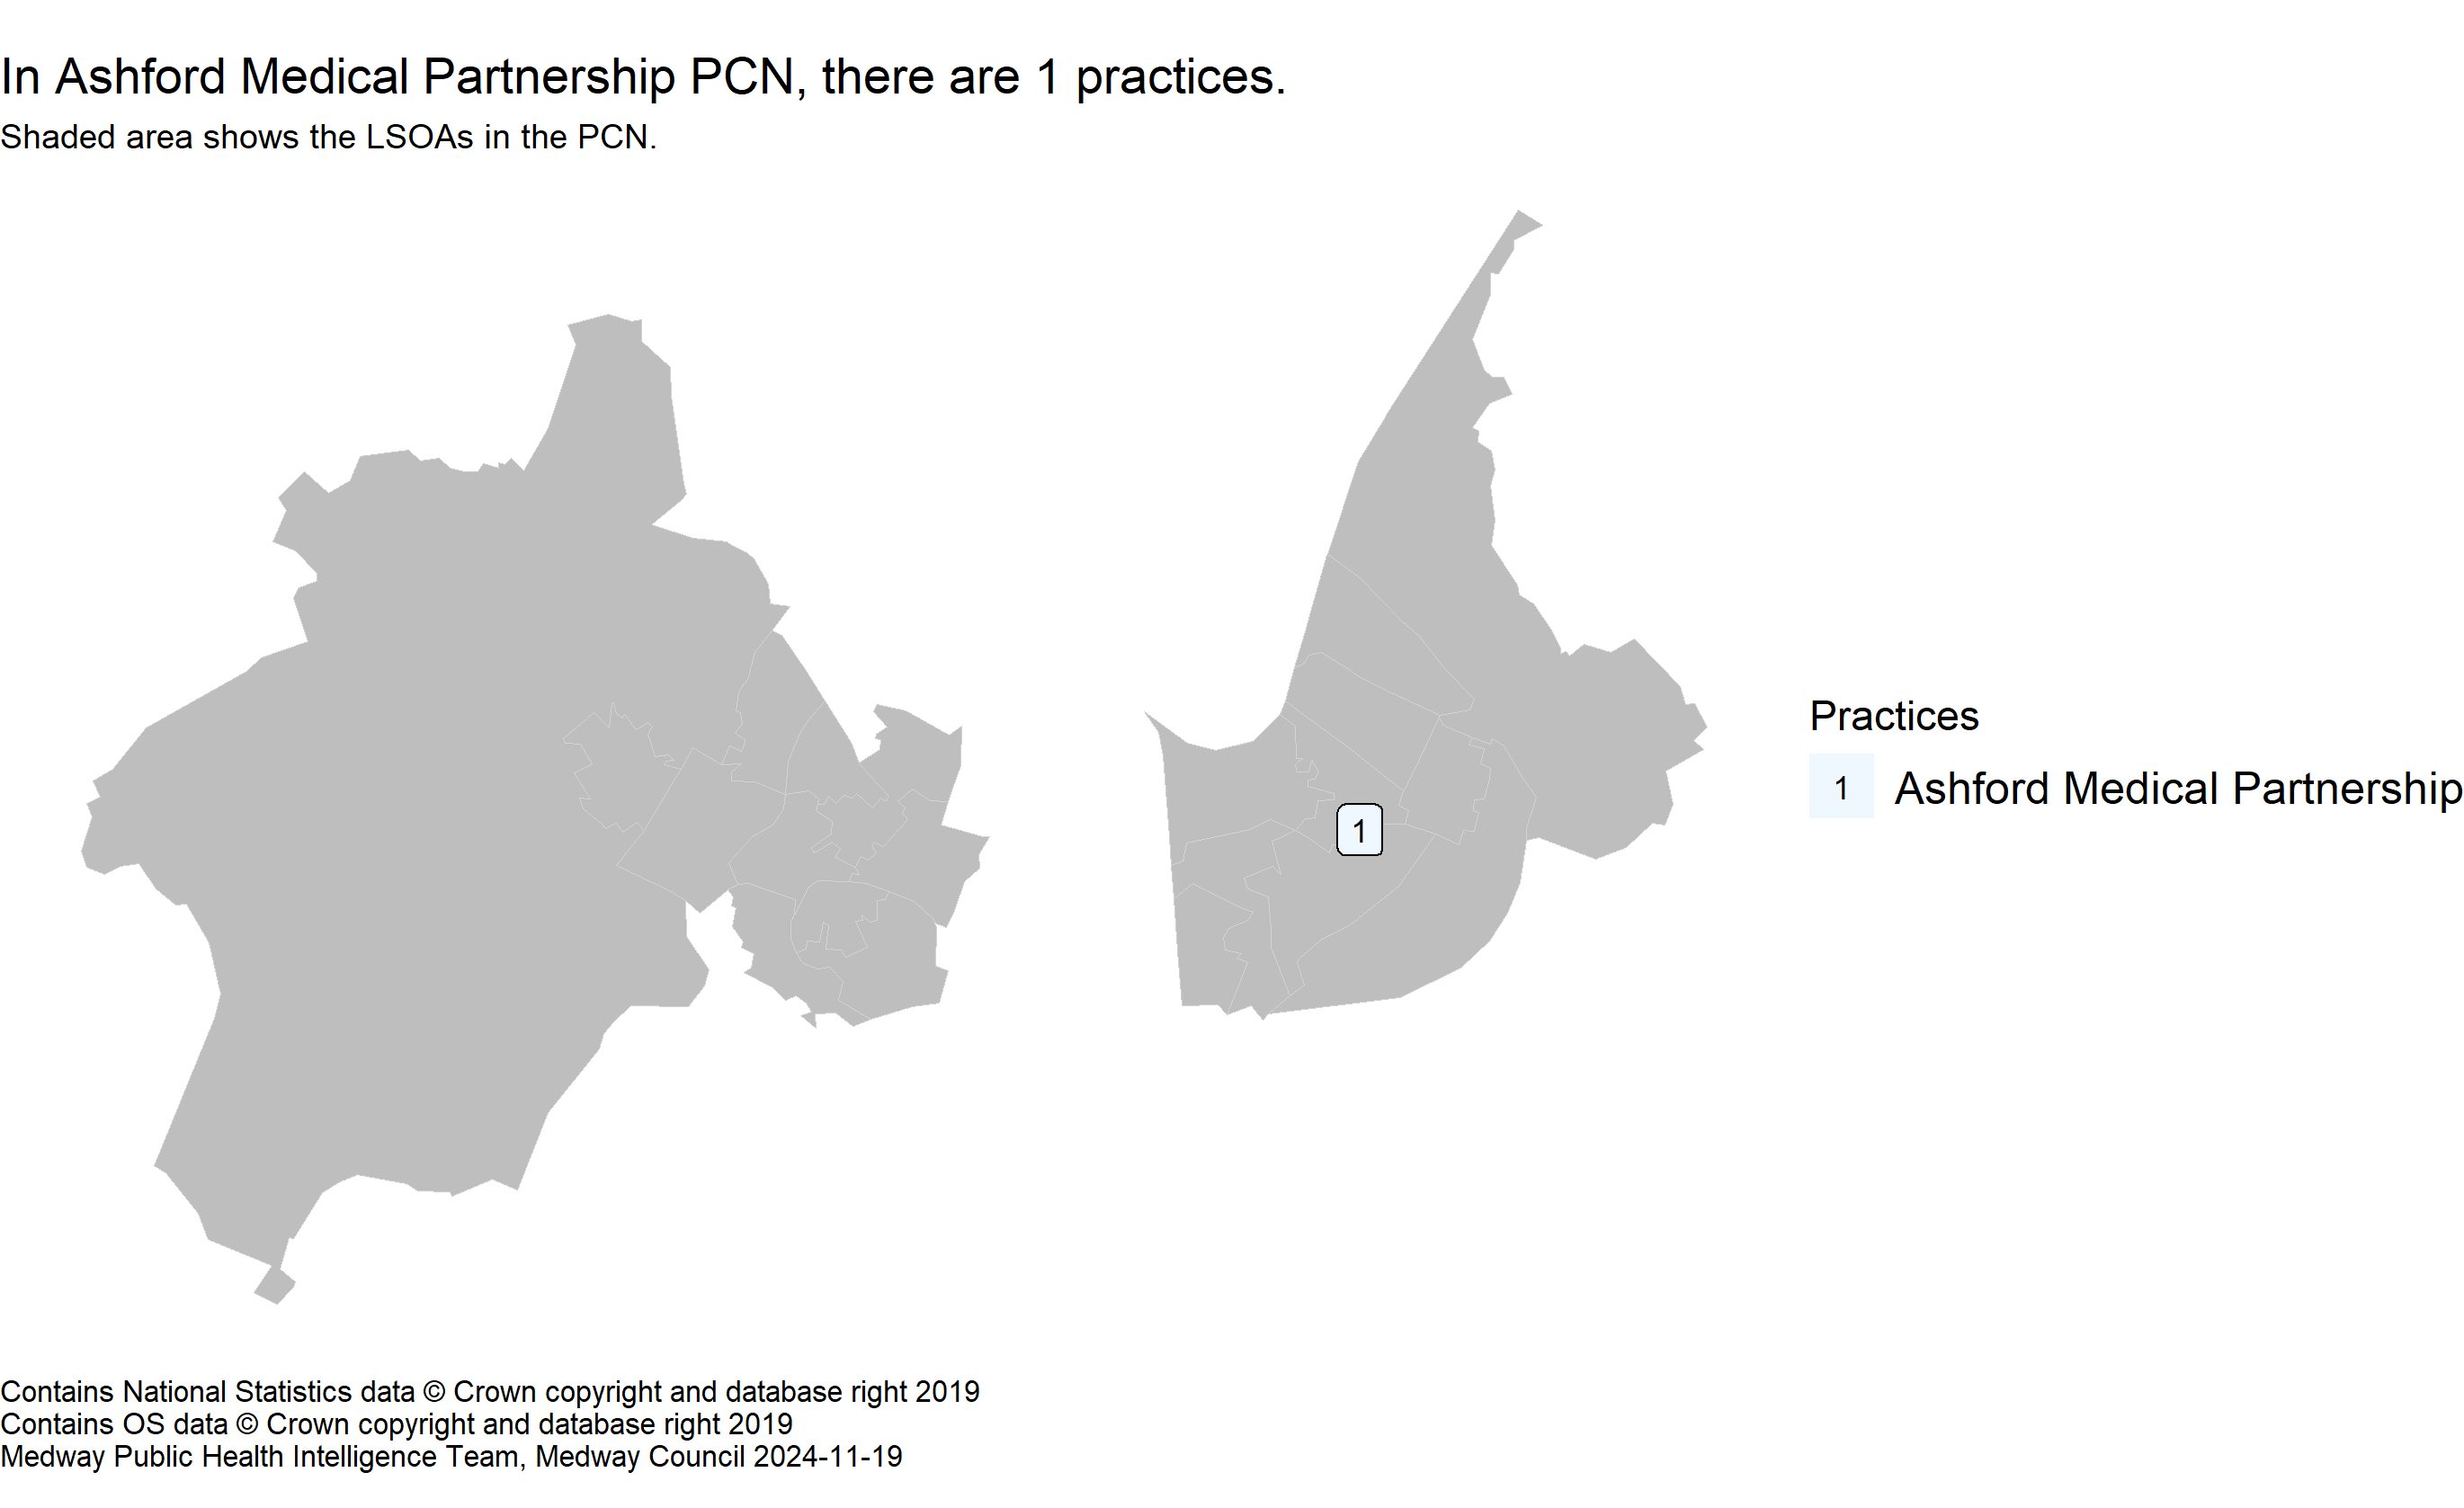 In Ashford Medical Partnership PCN, there are 1 practices.
Shaded area shows the LSOAs in the PCN.
1
Practices
1 Ashford Medical Partnership
Contains National Statistics data © Crown copyright and database right 2019
Contains OS data © Crown copyright and database right 2019
Medway Public Health Intelligence Team, Medway Council 2024-11-19